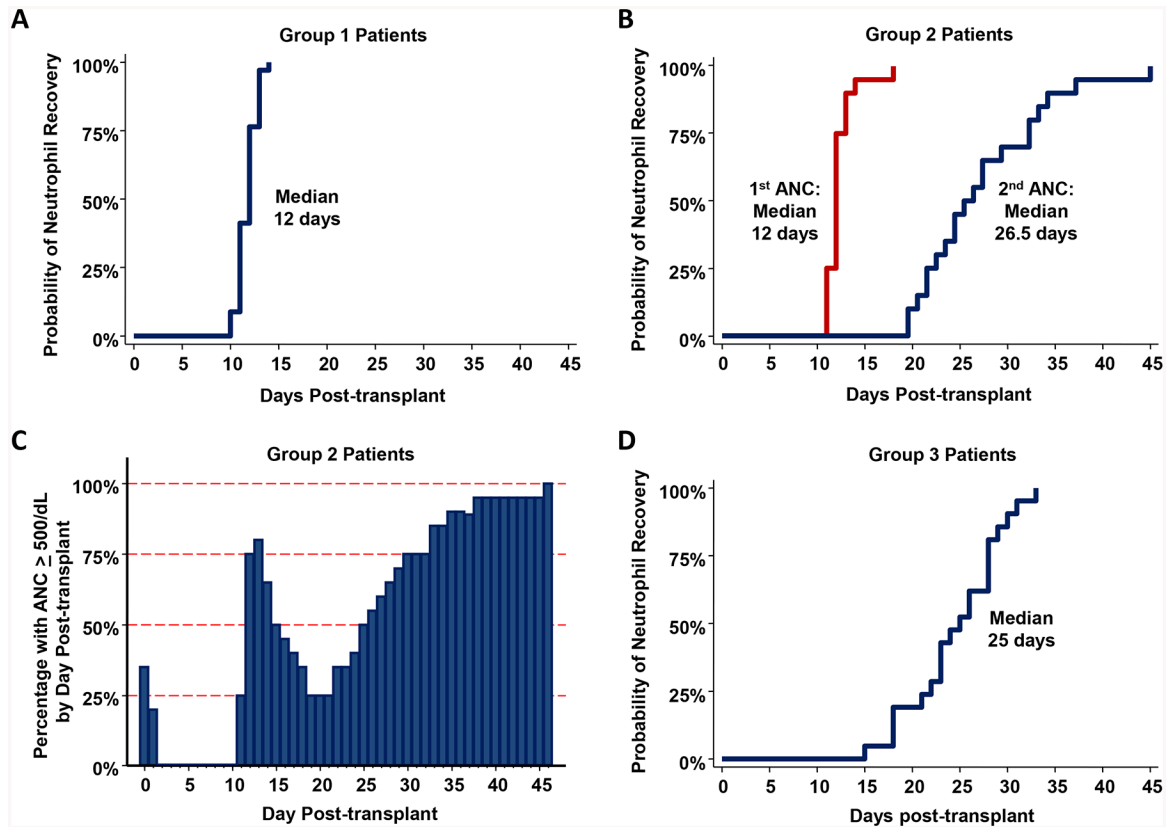 A
Group 1 Patients
Probability of Neutrophil Recovery
100%
75%
50%
25%
0%
Median
12 days
0 5 10 15 20 25 30 35 40 45
Days Post-transplant
B
Group 2 Patients
Probability of Neutrophil Recovery
100%
75%
50%
25%
0%
1st ANC:
Median
12 days
2nd ANC:
Median
26.5 days
0 5 10 15 20 25 30 35 40 45
Days Post-transplant
C
Group 2 Patients
Percentage with ANC ≥ 500/dL
by Day Post-transplant
100%
75%
50%
25%
0%
0 5 10 15 20 25 30 35 40 45
Day Post-transplant
D
Group 3 Patients
Probability of Neutrophil Recovery
100%
75%
50%
25%
0%
Median
25 days
0 5 10 15 20 25 30 35 40 45
Days post-transplant